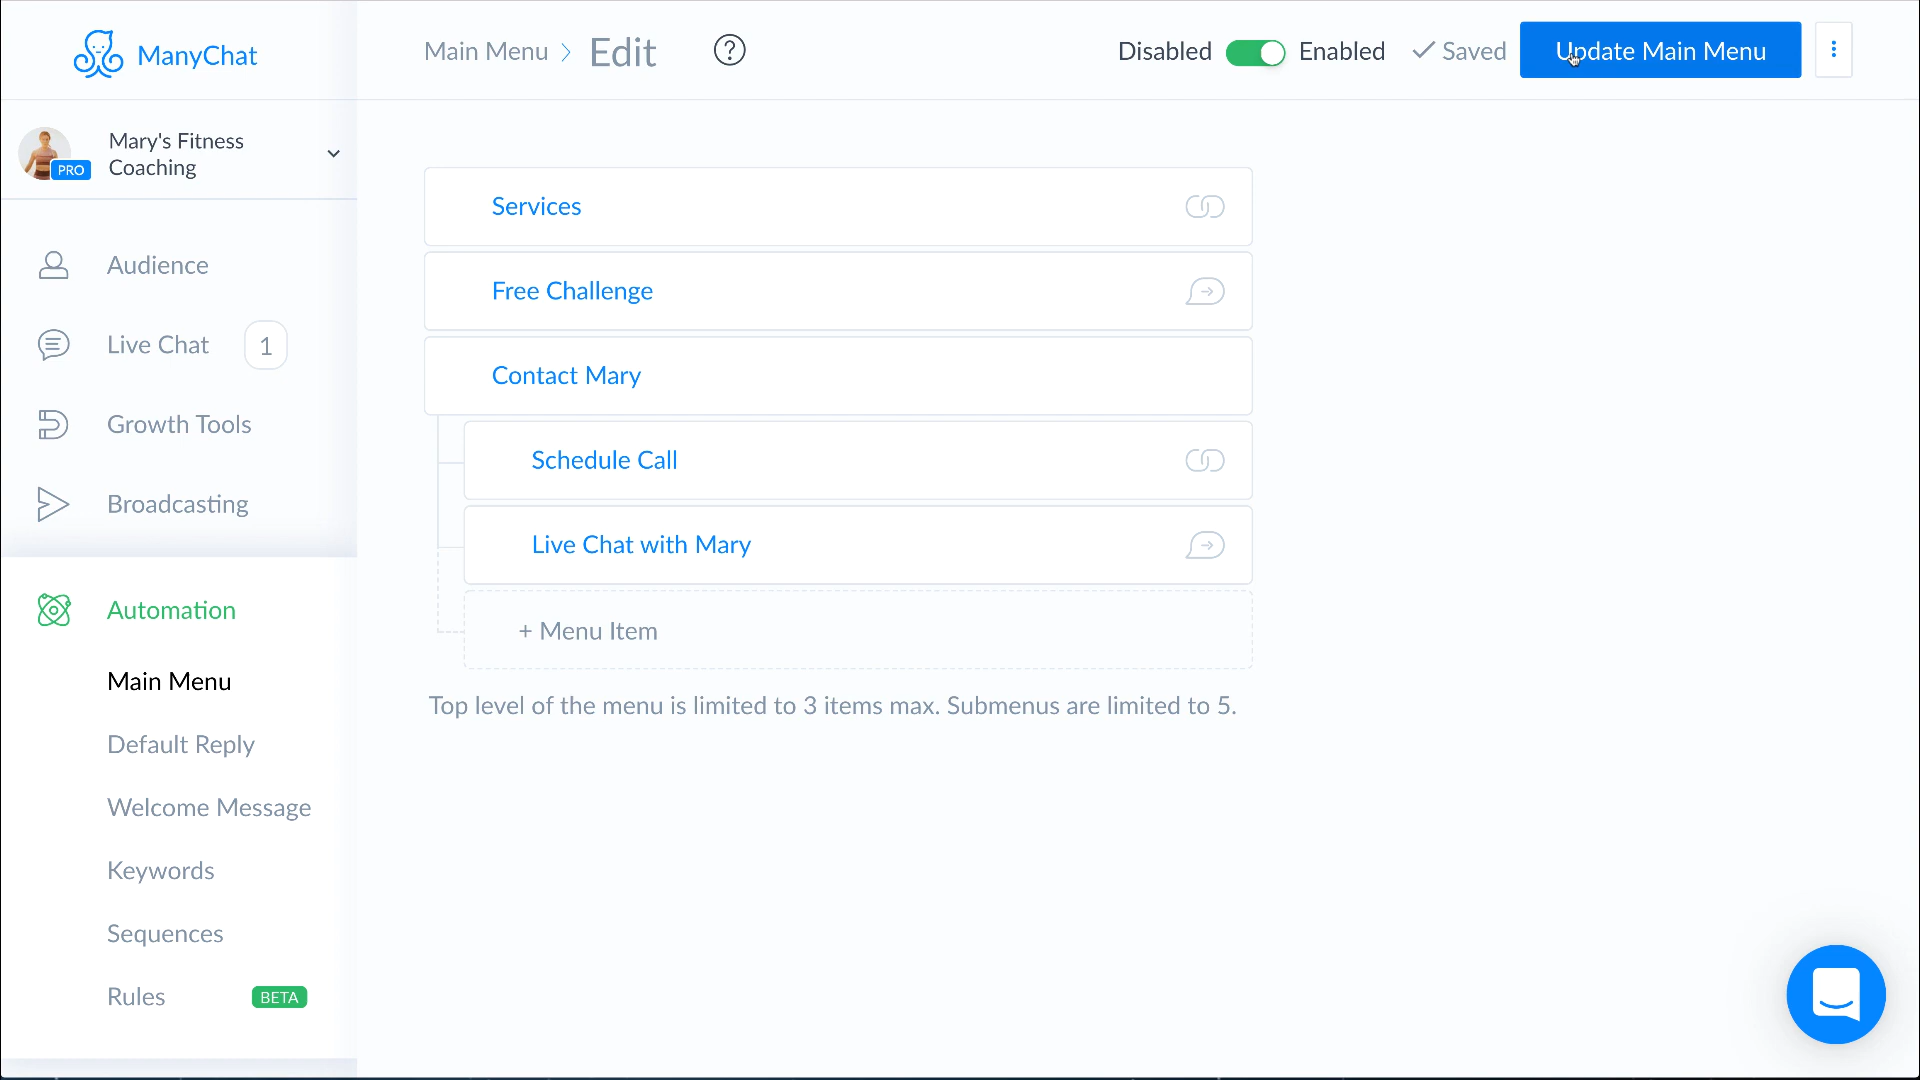 ManyChat
Main Menu > Edit
?
Disabled
Enabled
✓ Saved
Update Main Menu
Mary's Fitness
Coaching
PRO
Audience
Live Chat
1
Growth Tools
Broadcasting
Automation
Main Menu
Default Reply
Welcome Message
Keywords
Sequences
Rules
BETA
Services
Free Challenge
Contact Mary
Schedule Call
Live Chat with Mary
+ Menu Item
Top level of the menu is limited to 3 items max. Submenus are limited to 5.